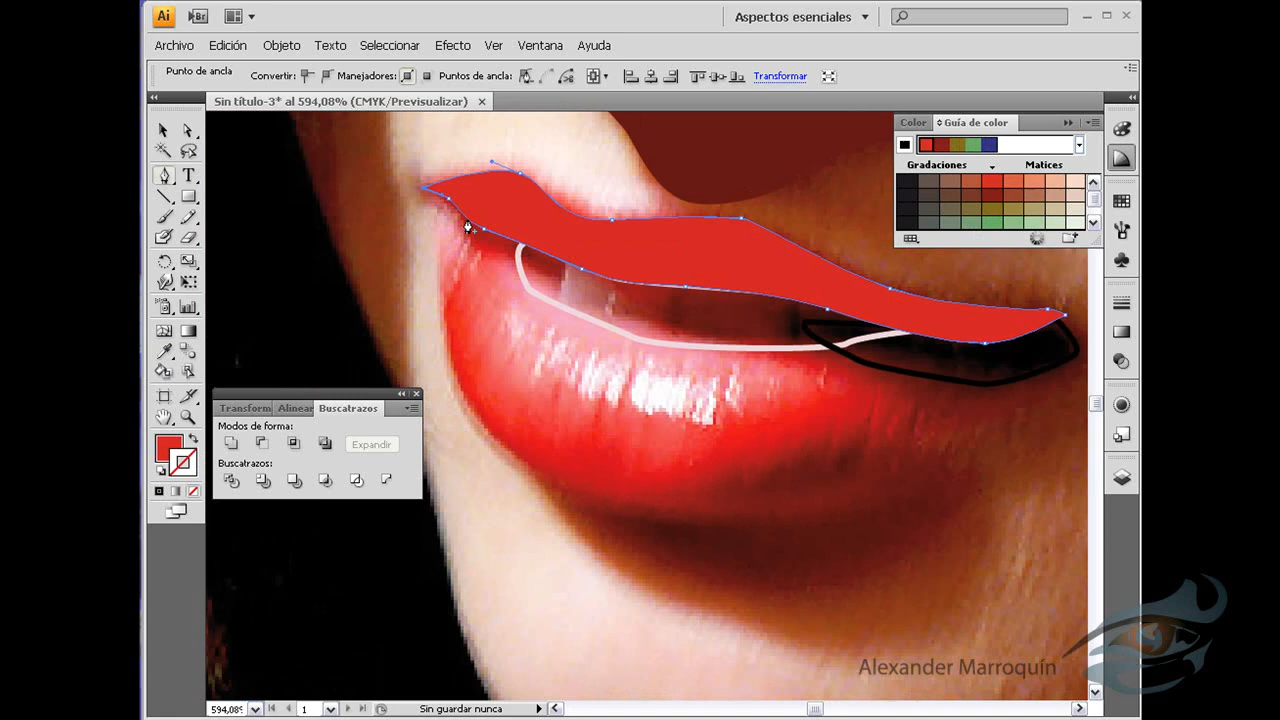 Ai
Br
Aspectos esenciales
Archivo Edición Objeto Texto Seleccionar Efecto Ver Ventana Ayuda
Punto de ancla
Convertir: Manejadores: Puntos de ancla: Transformar
Sin título-3* al 594,08% (CMYK/Previsualizar)
Color Guía de color
Gradaciones Matices
Transform Alinear Buscatrazos
Modos de forma:
Expandir
Buscatrazos:
Alexander Marroquín
594,08% 1 Sin guardar nunca